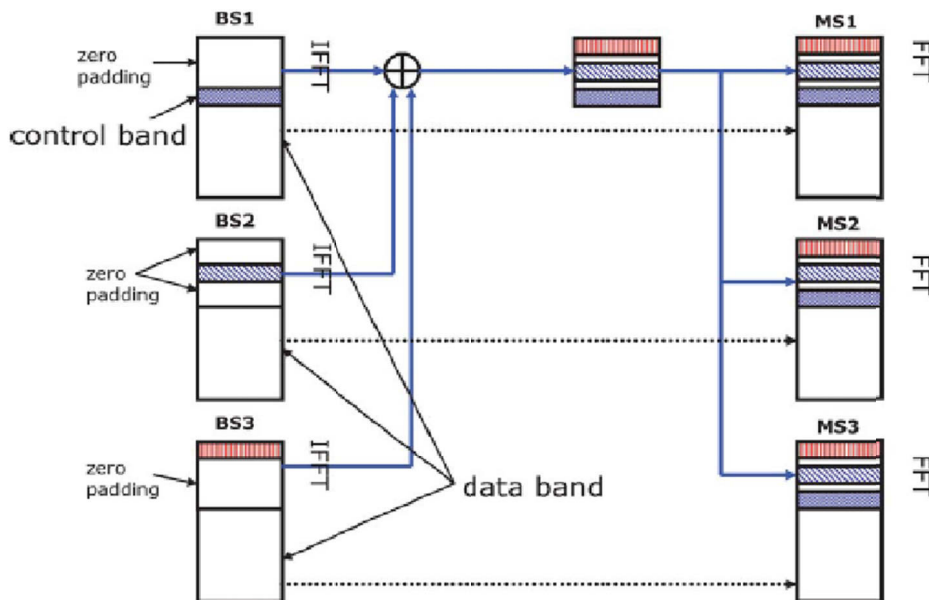 BS1
MS1
zero
padding
IFFT
FFT
control band
BS2
MS2
zero
padding
IFFT
FFT
BS3
MS3
zero
padding
IFFT
FFT
data band